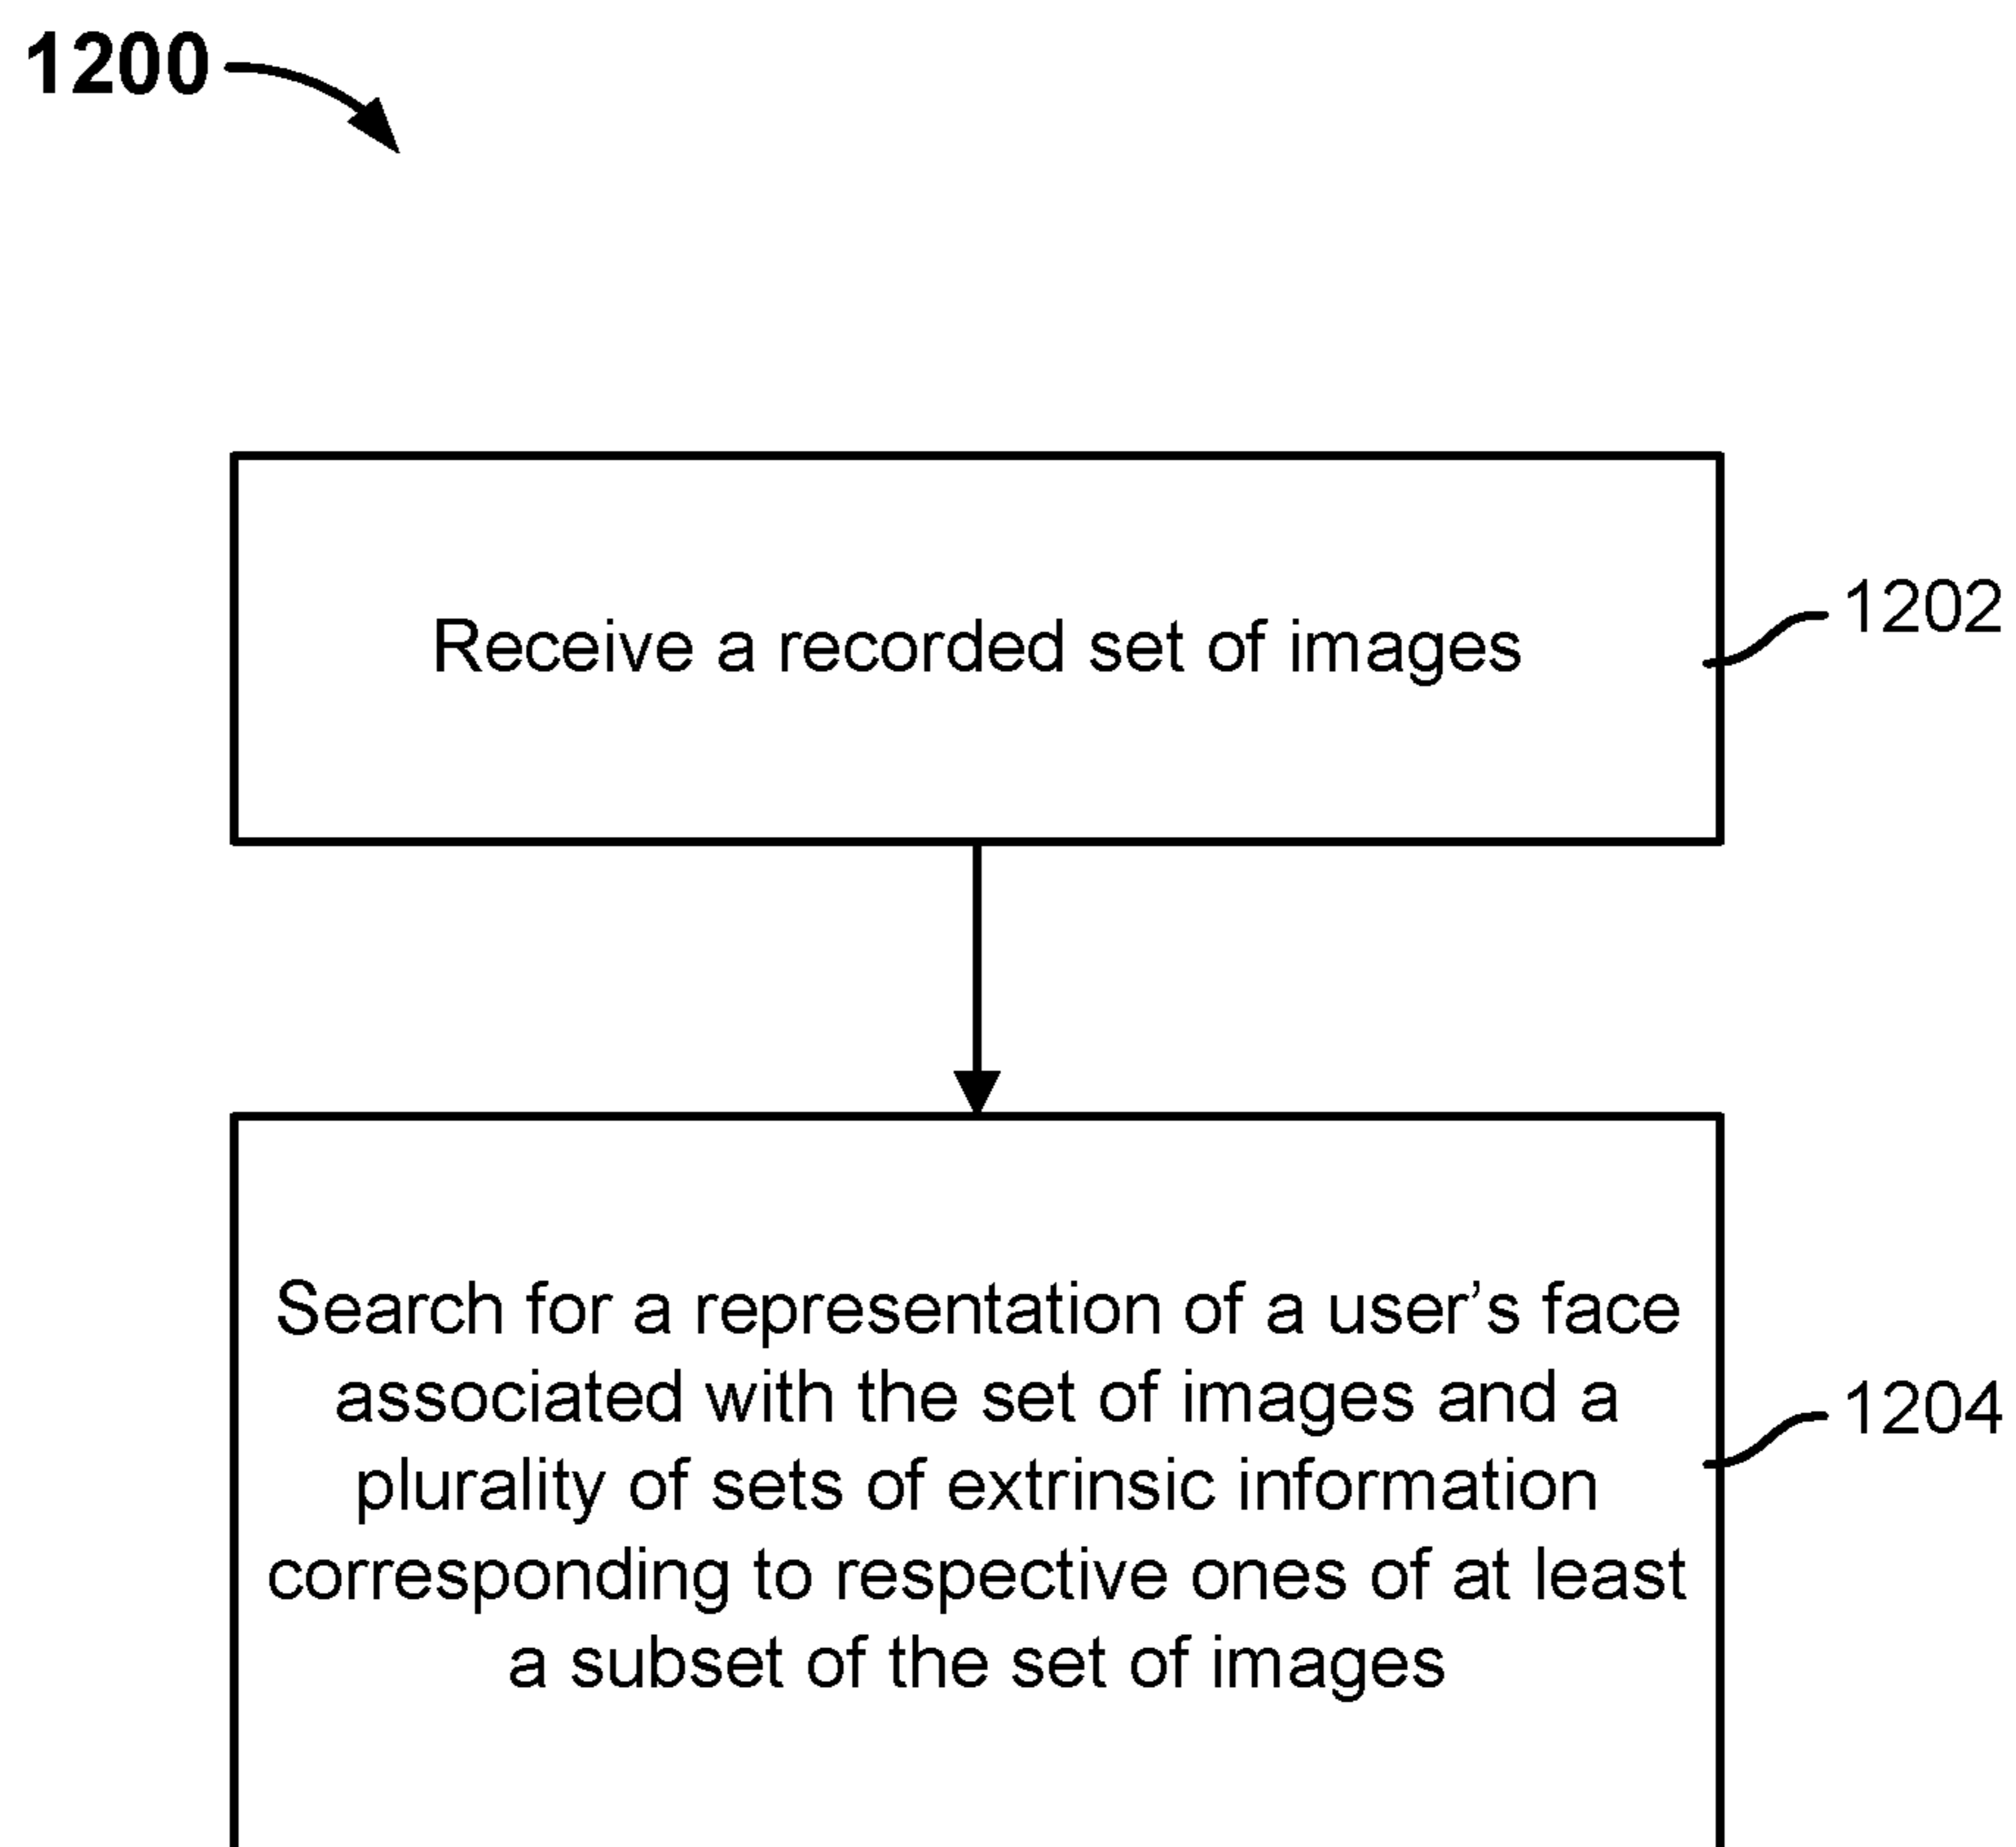 1200
Receive a recorded set of images
1202
Search for a representation of a user’s face
associated with the set of images and a
plurality of sets of extrinsic information
corresponding to respective ones of at least
a subset of the set of images
1204